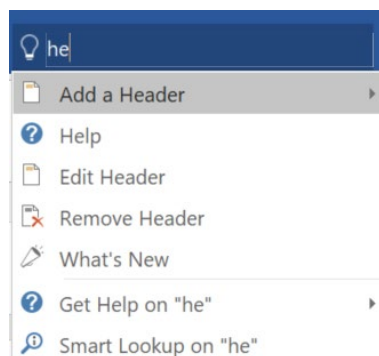 he
Add a Header
Help
Edit Header
Remove Header
What's New
Get Help on "he"
Smart Lookup on "he"